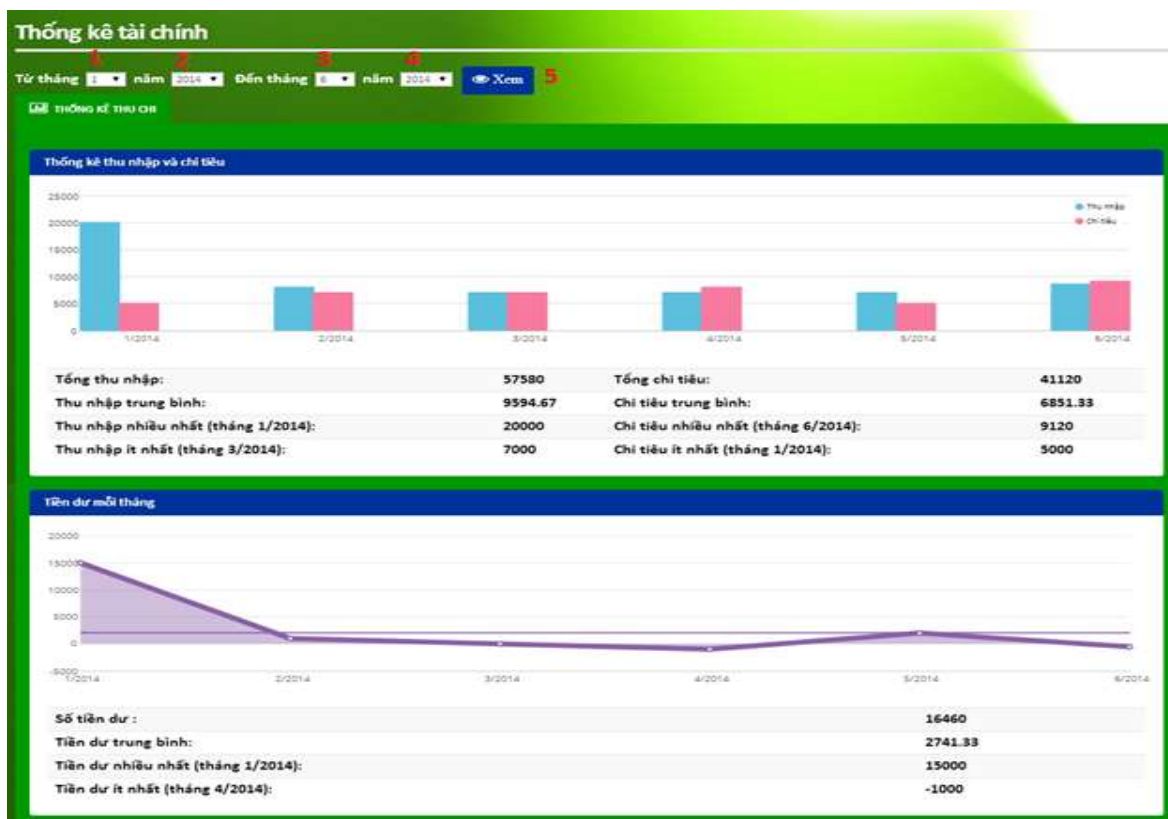 Thống kê tài chính
1 2 3 4
Từ tháng 1 năm 2014 Đến tháng 6 năm 2014 Xem 5
THỐNG KÊ THU CHI
Thống kê thu nhập và chi tiêu
25000
Thu nhập
20000
Chi tiêu
15000
10000
5000
0
1/2014 2/2014 3/2014 4/2014 5/2014 6/2014
Tổng thu nhập: 57580 Tổng chi tiêu: 41120
Thu nhập trung bình: 9594.67 Chi tiêu trung bình: 6851.33
Thu nhập nhiều nhất (tháng 1/2014): 20000 Chi tiêu nhiều nhất (tháng 6/2014): 9120
Thu nhập ít nhất (tháng 3/2014): 7000 Chi tiêu ít nhất (tháng 1/2014): 5000
Tiền dư mỗi tháng
20000
15000
10000
5000
0
-5000
1/2014 2/2014 3/2014 4/2014 5/2014 6/2014
Số tiền dư : 16460
Tiền dư trung bình: 2741.33
Tiền dư nhiều nhất (tháng 1/2014): 15000
Tiền dư ít nhất (tháng 4/2014): -1000